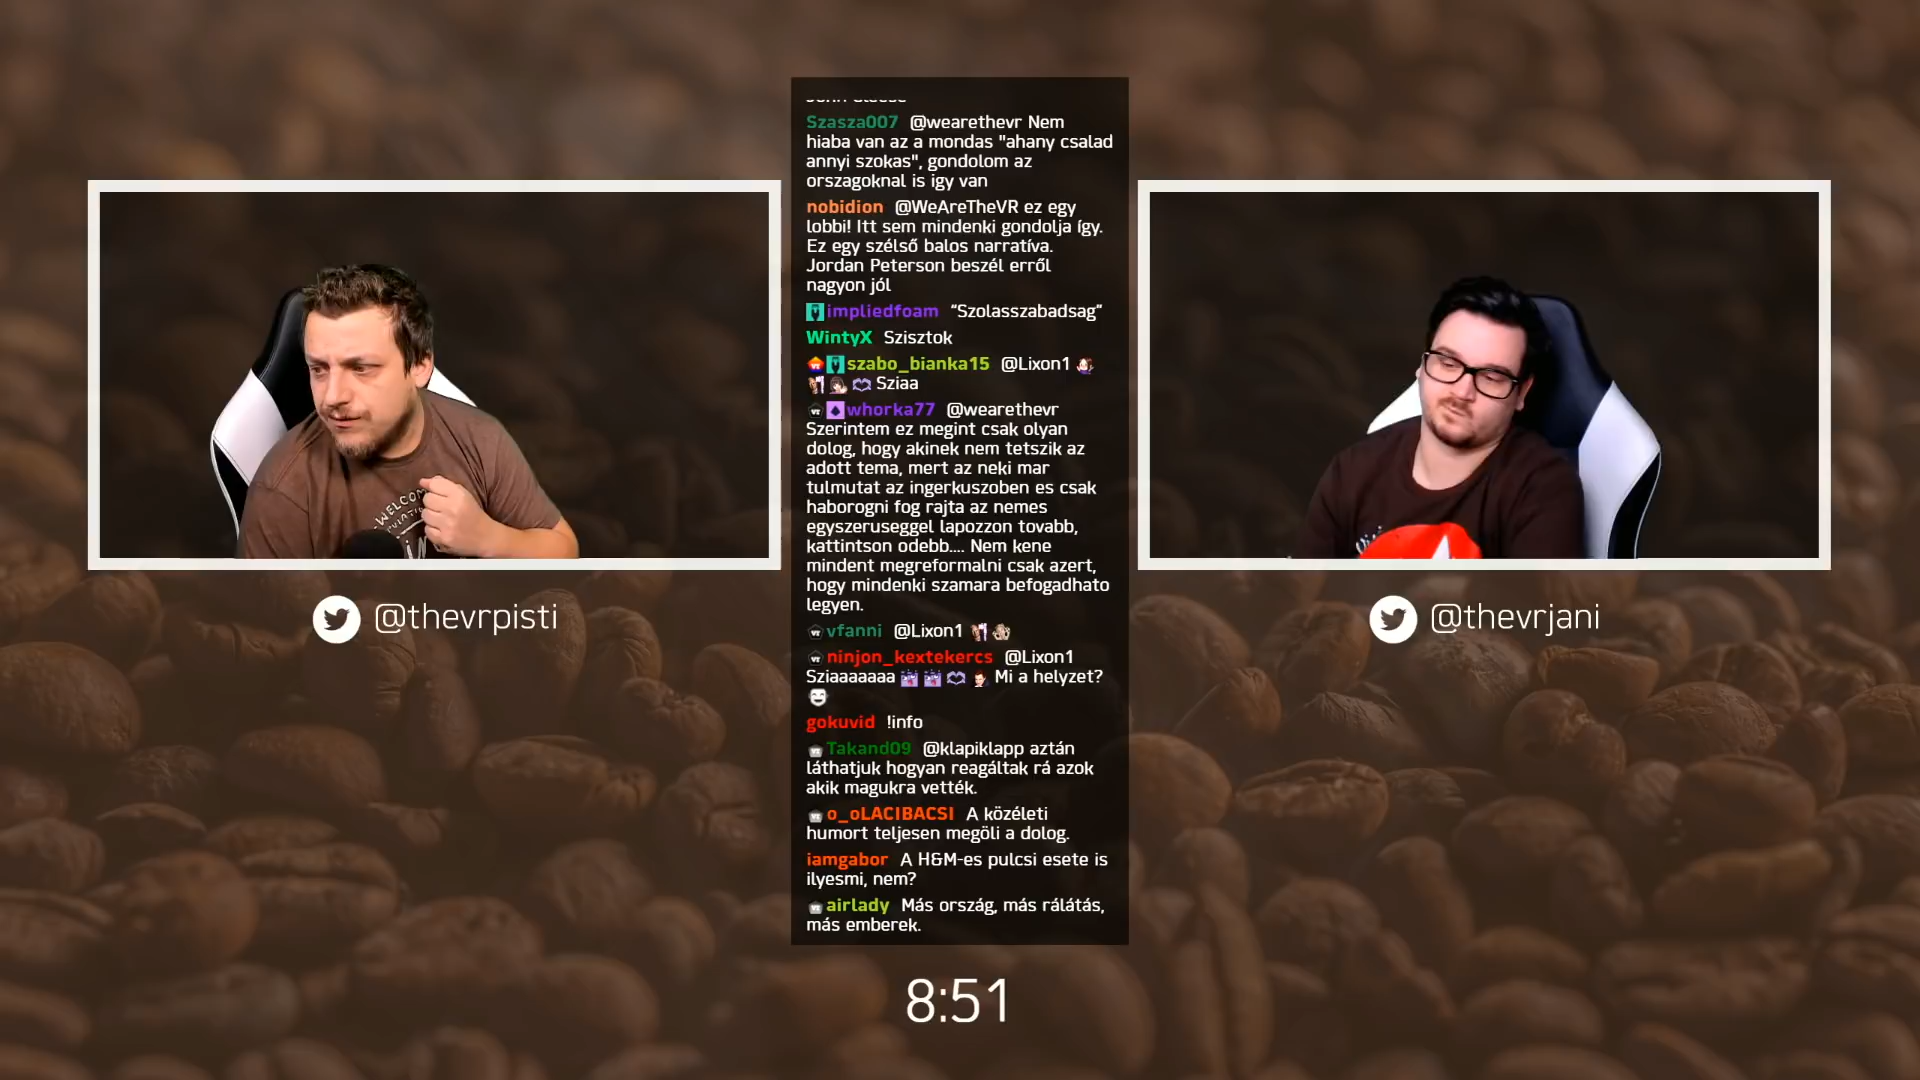 Szasza007 @wearethevr Nem
hiaba van az a mondas "ahany csalad
annyi szokas", gondolom az
orszagoknal is igy van
nobidion @WeAreTheVR ez egy
lobbi! Itt sem mindenki gondolja így.
Ez egy szélső balos narratíva.
Jordan Peterson beszél erről
nagyon jól
impliedfoam “Szolasszabadsag”
WintyX Szisztok
szabo_bianka15 @Lixon1
Sziaa
whorka77 @wearethevr
Szerintem ez megint csak olyan
dolog, hogy akinek nem tetszik az
adott tema, mert az neki mar
tulmutat az ingerkuszoben es csak
haborogni fog rajta az nemes
egyszeruseggel lapozzon tovabb,
kattintson odebb.... Nem kene
mindent megreformalni csak azert,
hogy mindenki szamara befogadhato
legyen.
vfanni @Lixon1
ninjon_kextekercs @Lixon1
Sziaaaaaaa Mi a helyzet?
gokuvid !info
Takand09 @klapiklapp aztán
láthatjuk hogyan reagáltak rá azok
akik magukra vették.
o_oLACIBACSI A közéleti
humort teljesen megöli a dolog.
iamgabor A H&M-es pulcsi esete is
ilyesmi, nem?
airlady Más ország, más rálátás,
más emberek.
WELCOME
@thevrpisti
@thevrjani
8:51